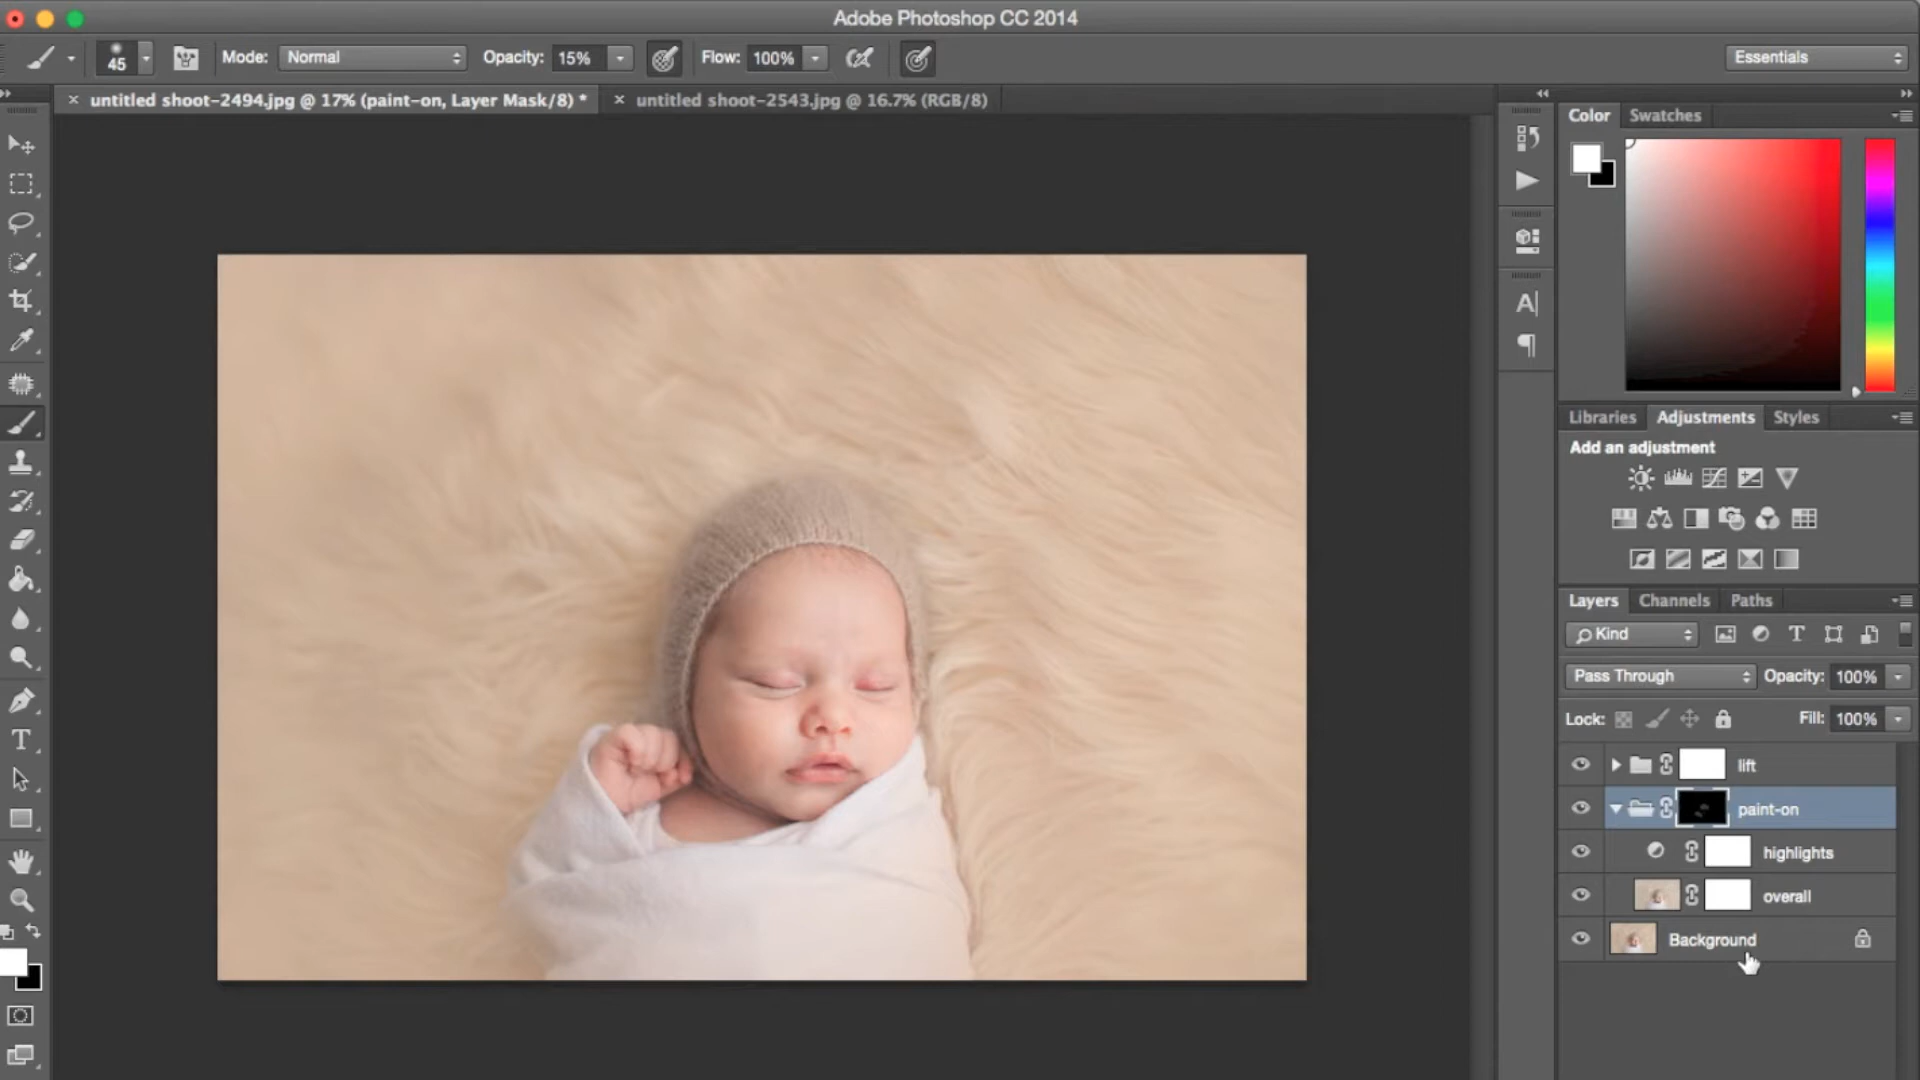 Adobe Photoshop CC 2014
45 Mode: Normal Opacity: 15% Flow: 100% Essentials
untitled shoot-2494.jpg @ 17% (paint-on, Layer Mask/8) * untitled shoot-2543.jpg @ 16.7% (RGB/8)
Color Swatches
Libraries Adjustments Styles
Add an adjustment
Layers Channels Paths
Kind
Pass Through Opacity: 100%
Lock: Fill: 100%
lift
paint-on
highlights
overall
Background